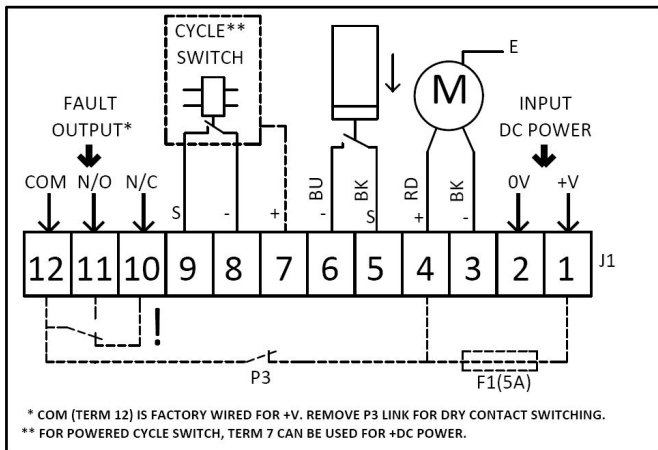 CYCLE**
SWITCH
E
M
FAULT
OUTPUT*
INPUT
DC POWER
COM N/O N/C
S - +
BU
-
BK
S
RD
+
BK
-
0V +V
12 11 10 9 8 7 6 5 4 3 2 1 J1
!
P3
F1(5A)
* COM (TERM 12) IS FACTORY WIRED FOR +V. REMOVE P3 LINK FOR DRY CONTACT SWITCHING.
** FOR POWERED CYCLE SWITCH, TERM 7 CAN BE USED FOR +DC POWER.